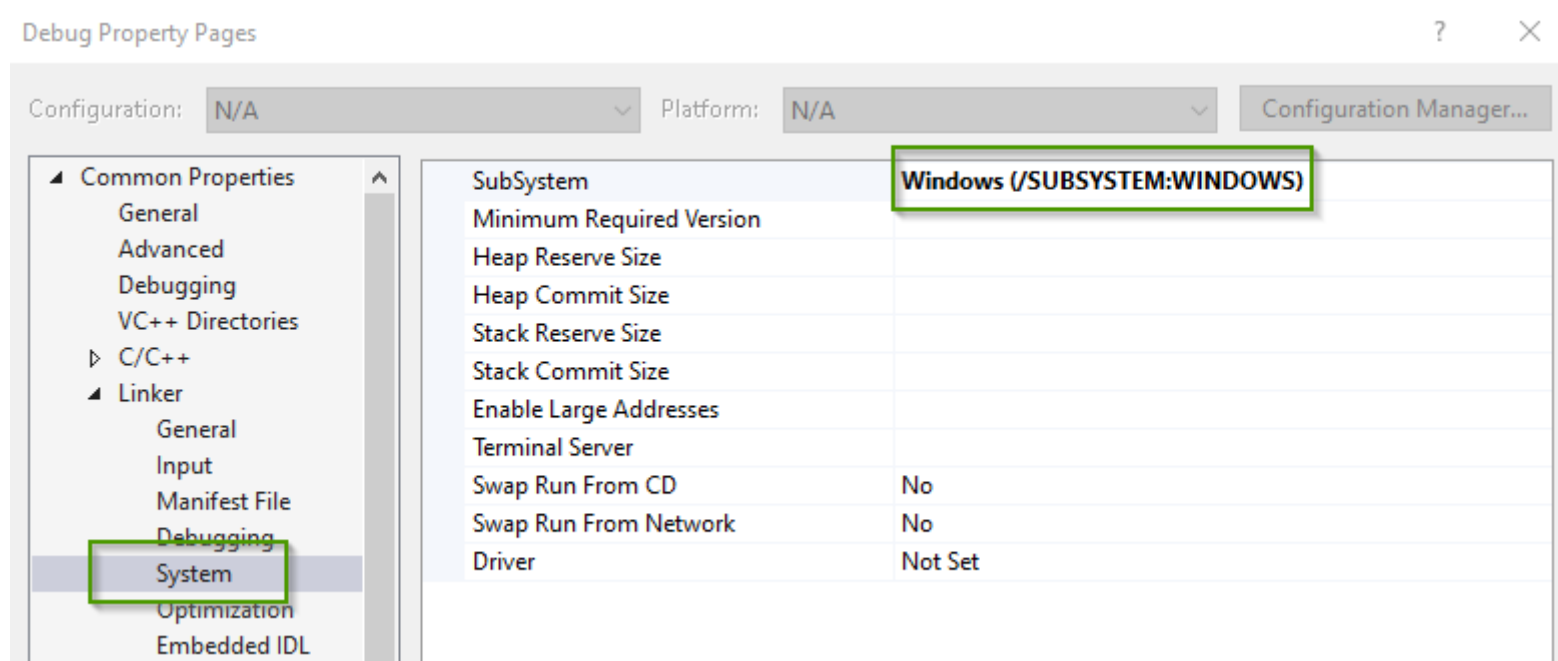 Debug Property Pages
Configuration: N/A Platform: N/A Configuration Manager...
Common Properties
General
Advanced
Debugging
VC++ Directories
C/C++
Linker
General
Input
Manifest File
Debugging
System
Optimization
Embedded IDL
SubSystem Windows (/SUBSYSTEM:WINDOWS)
Minimum Required Version
Heap Reserve Size
Heap Commit Size
Stack Reserve Size
Stack Commit Size
Enable Large Addresses
Terminal Server
Swap Run From CD No
Swap Run From Network No
Driver Not Set